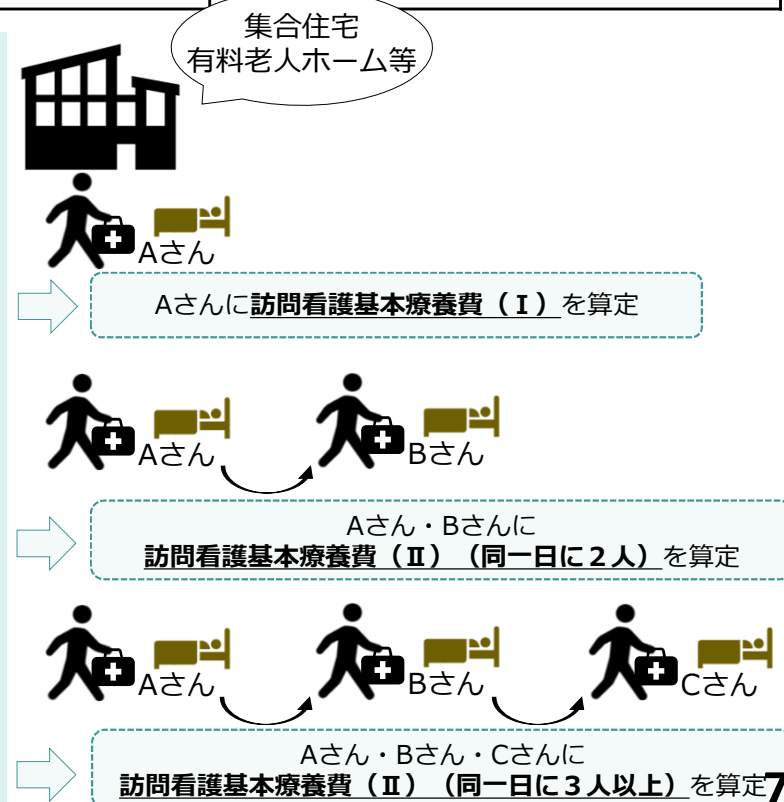 集合住宅
有料老人ホーム等
Aさん
Aさんに訪問看護基本療養費（Ⅰ）を算定
Aさん
Bさん
Aさん・Bさんに
訪問看護基本療養費（Ⅱ）（同一日に２人）を算定
Aさん
Bさん
Cさん
Aさん・Bさん・Cさんに
訪問看護基本療養費（Ⅱ）（同一日に３人以上）を算定
7